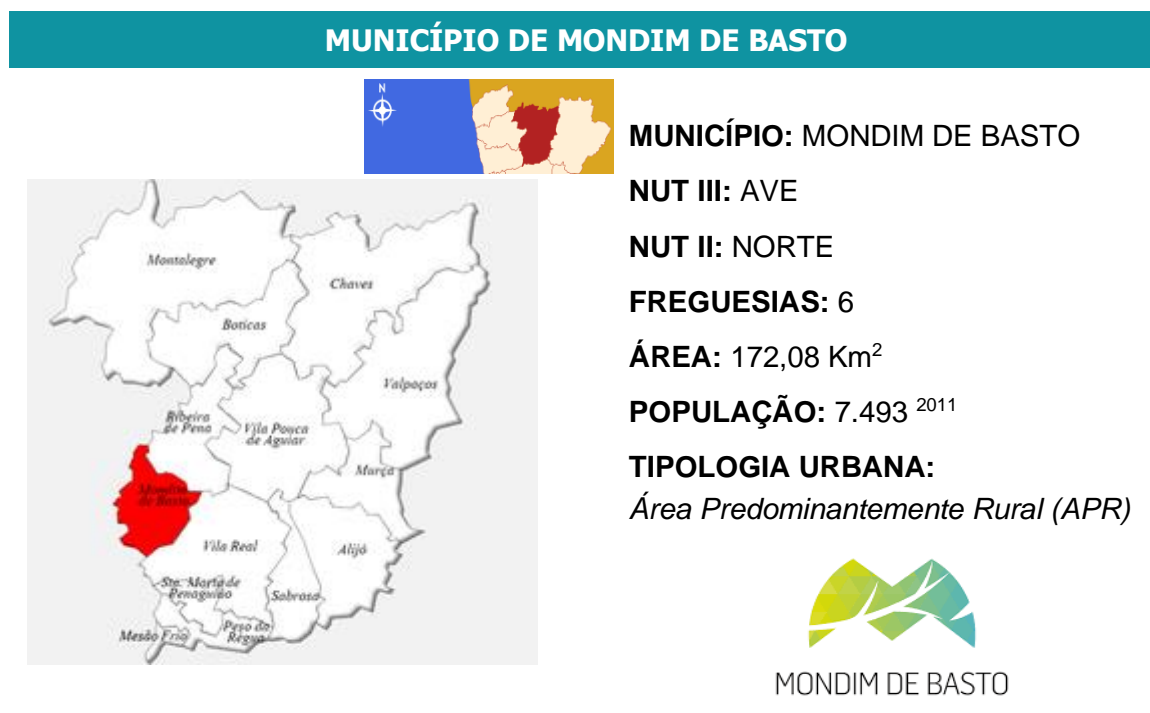 MUNICÍPIO DE MONDIM DE BASTO
N
MUNICÍPIO: MONDIM DE BASTO
NUT III: AVE
NUT II: NORTE
FREGUESIAS: 6
ÁREA: 172,08 Km²
POPULAÇÃO: 7.493 ²⁰¹¹
TIPOLOGIA URBANA:
Área Predominantemente Rural (APR)
Montalegre
Chaves
Boticas
Valpaços
Ribeira
de Pena
Vila Pouca
de Aguiar
Murça
Mondim
de Basto
Vila Real
Alijó
Sta. Marta de
Penaguião
Sabrosa
Peso da
Régua
Mesão Frio
MONDIM DE BASTO